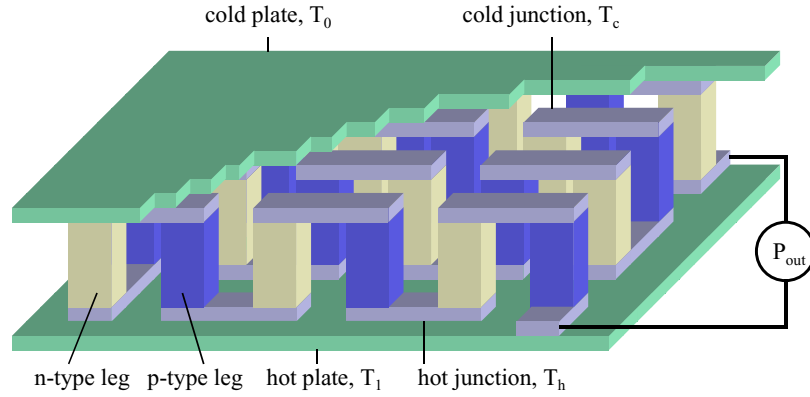 cold plate, T0
cold junction, Tc
Pout
n-type leg
p-type leg
hot plate, T1
hot junction, Th